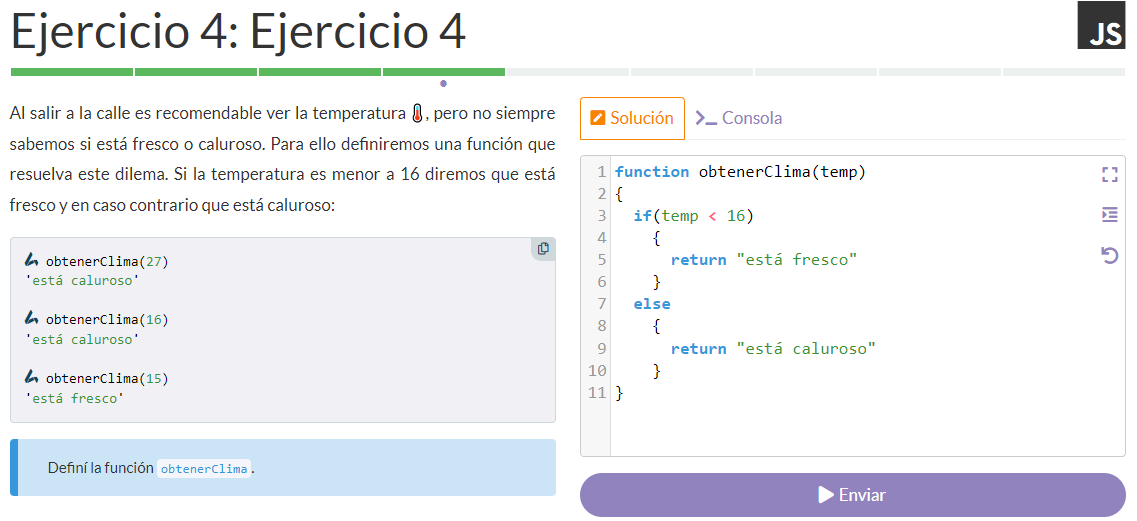 Ejercicio 4: Ejercicio 4
JS
Al salir a la calle es recomendable ver la temperatura 🌡️, pero no siempre
sabemos si está fresco o caluroso. Para ello definiremos una función que
resuelva este dilema. Si la temperatura es menor a 16 diremos que está
fresco y en caso contrario que está caluroso:
obtenerClima(27)
'está caluroso'
obtenerClima(16)
'está caluroso'
obtenerClima(15)
'está fresco'
Definí la función obtenerClima.
Solución
Consola
1 function obtenerClima(temp)
2 {
3 if(temp < 16)
4 {
5 return "está fresco"
6 }
7 else
8 {
9 return "está caluroso"
10 }
11 }
Enviar